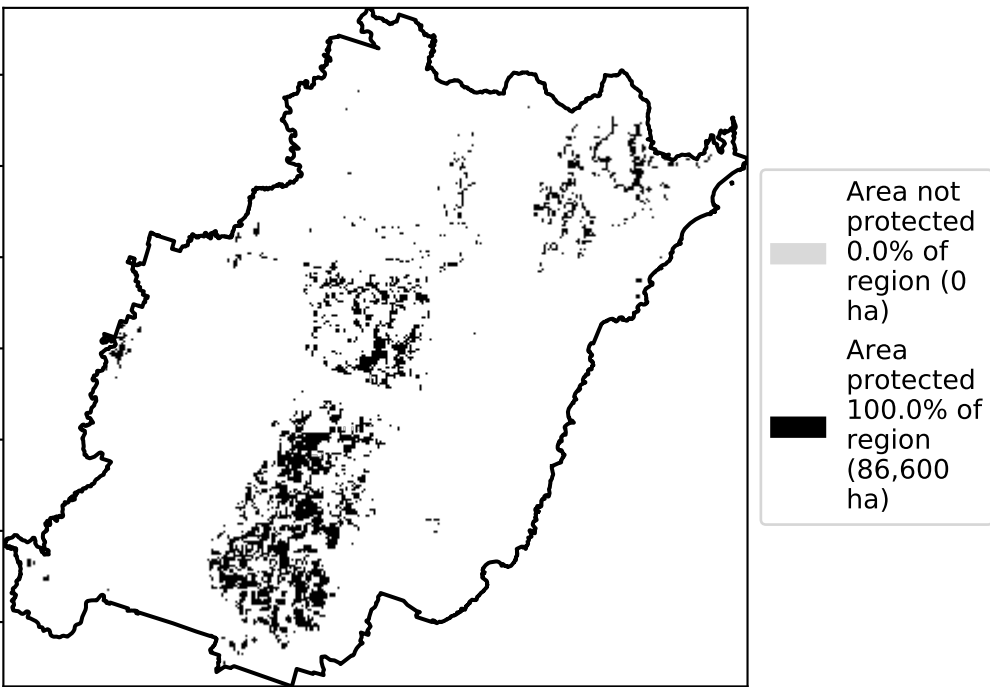 Area not
protected
0.0% of
region (0
ha)
Area
protected
100.0% of
region
(86,600
ha)